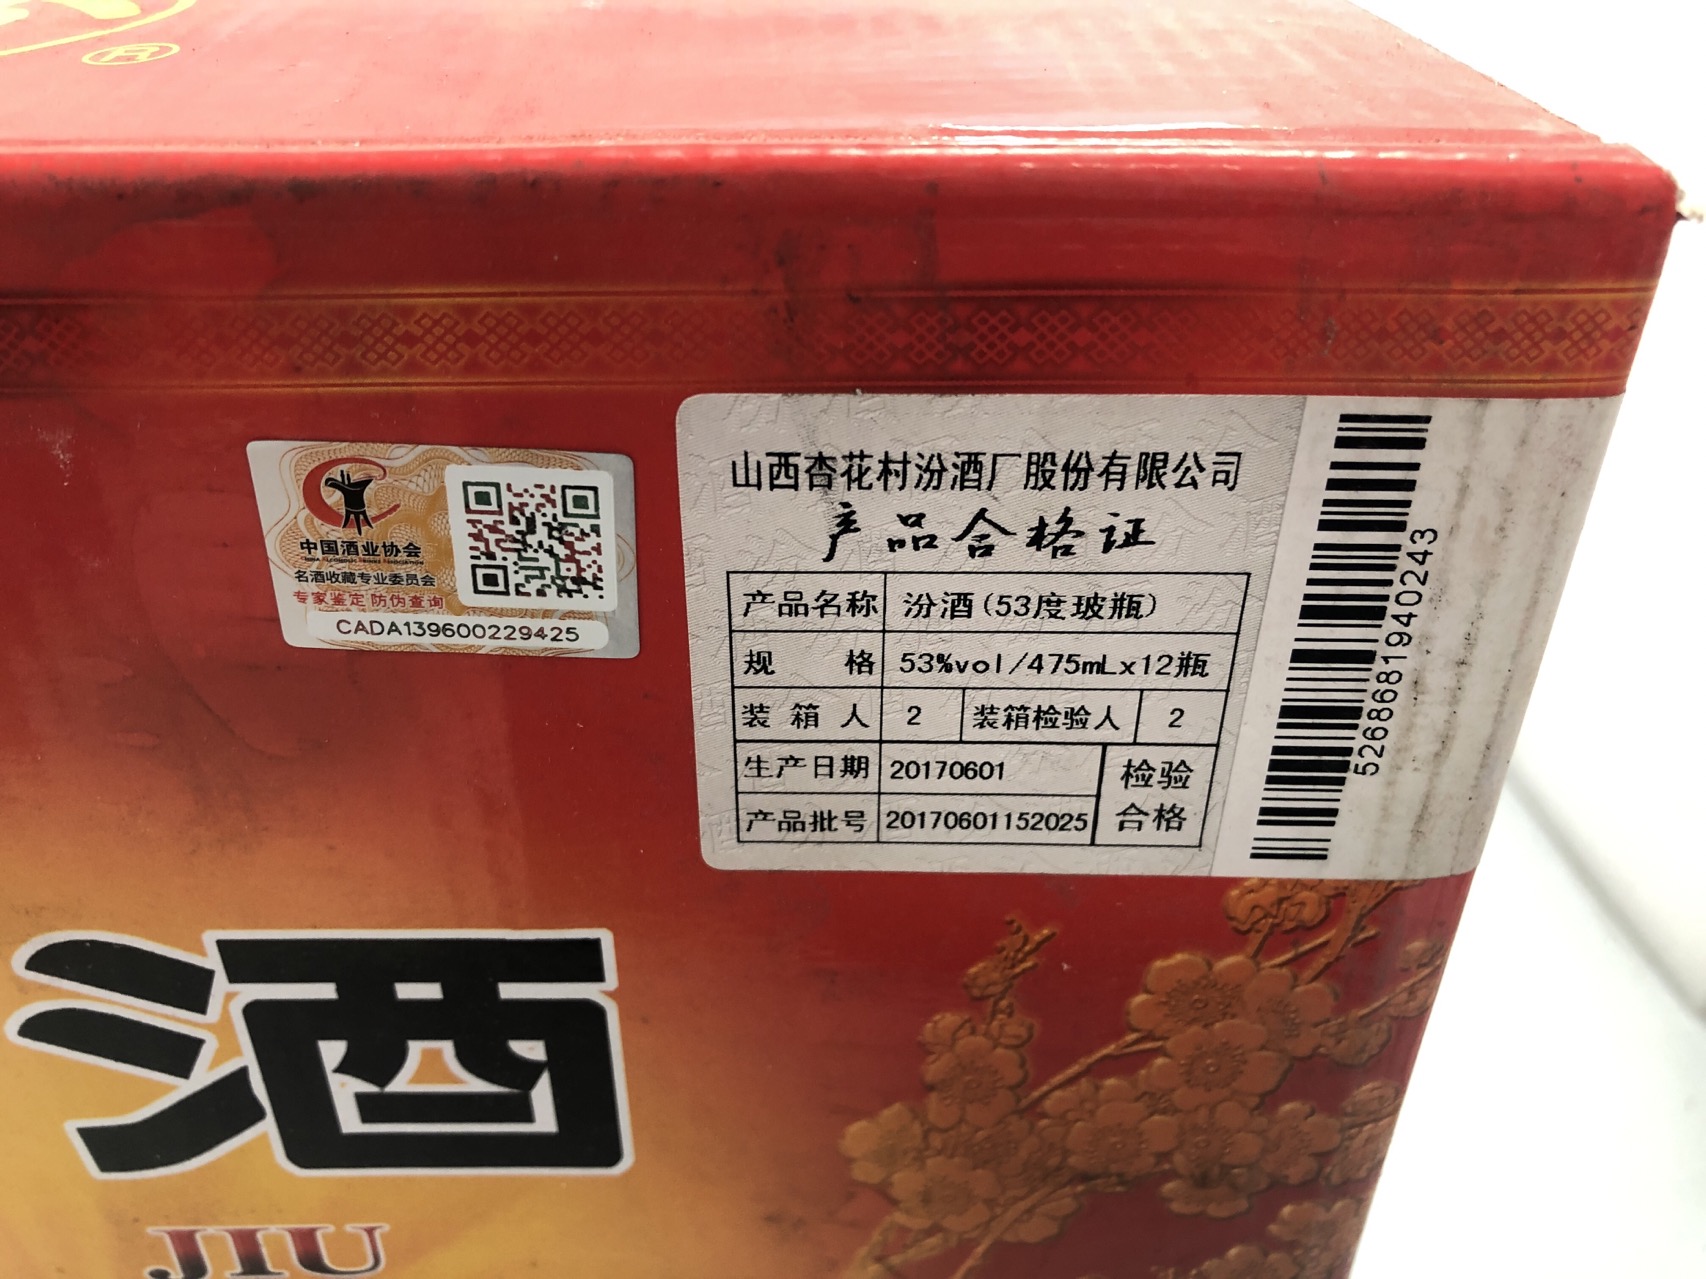 ®
中国酒业协会
名酒收藏专业委员会
专家鉴定 防伪查询
CADA139600229425
山西杏花村汾酒厂股份有限公司
产品合格证
产品名称 汾酒(53度玻瓶)
规 格 53%vol/475mLx12瓶
装箱人 2 装箱检验人 2
生产日期 20170601 检验
产品批号 20170601152025 合格
5268681940243
酒
JIU